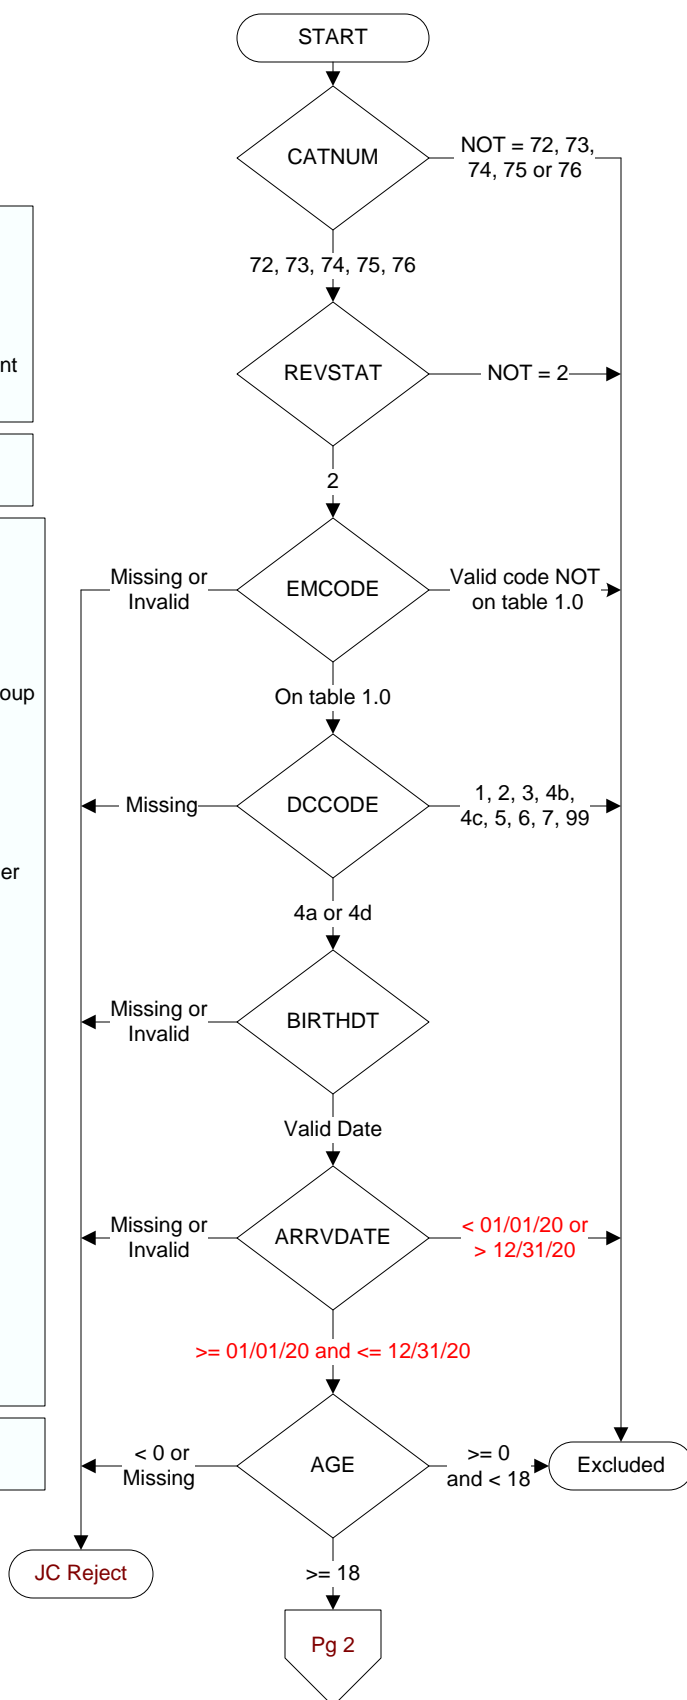 START
CATNUM
NOT = 72, 73,
74, 75 or 76
72, 73, 74, 75, 76
nt
REVSTAT
NOT = 2
2
Missing or
Invalid
EMCODE
Valid code NOT
on table 1.0
oup
On table 1.0
Missing
DCCODE
1, 2, 3, 4b,
4c, 5, 6, 7, 99
er
4a or 4d
Missing or
Invalid
BIRTHDT
Valid Date
Missing or
Invalid
ARRVDATE
< 01/01/20 or
> 12/31/20
>= 01/01/20 and <= 12/31/20
< 0 or
Missing
AGE
>= 0
and < 18
Excluded
JC Reject
>= 18
Pg 2